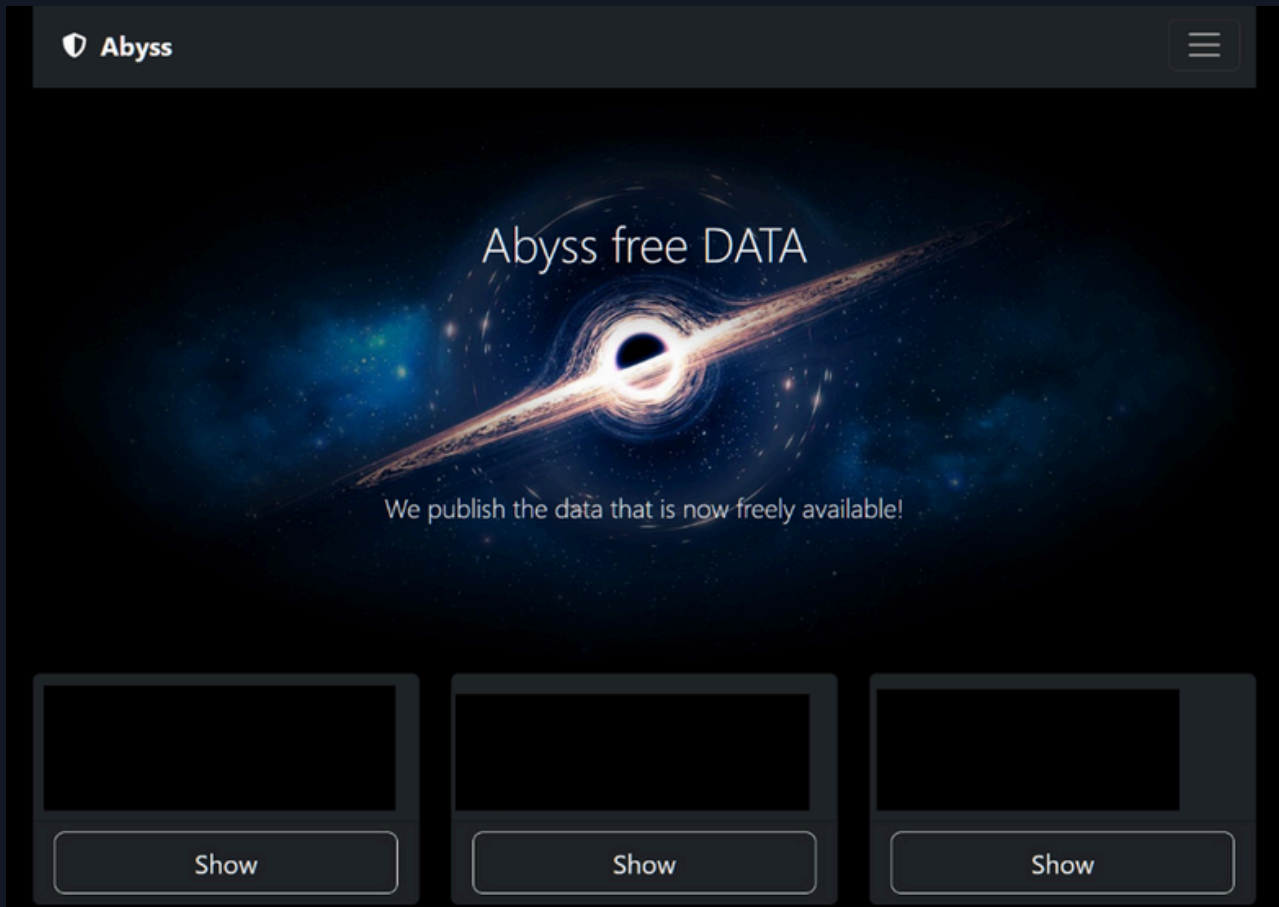 Abyss
Abyss free DATA
We publish the data that is now freely available!
Show
Show
Show